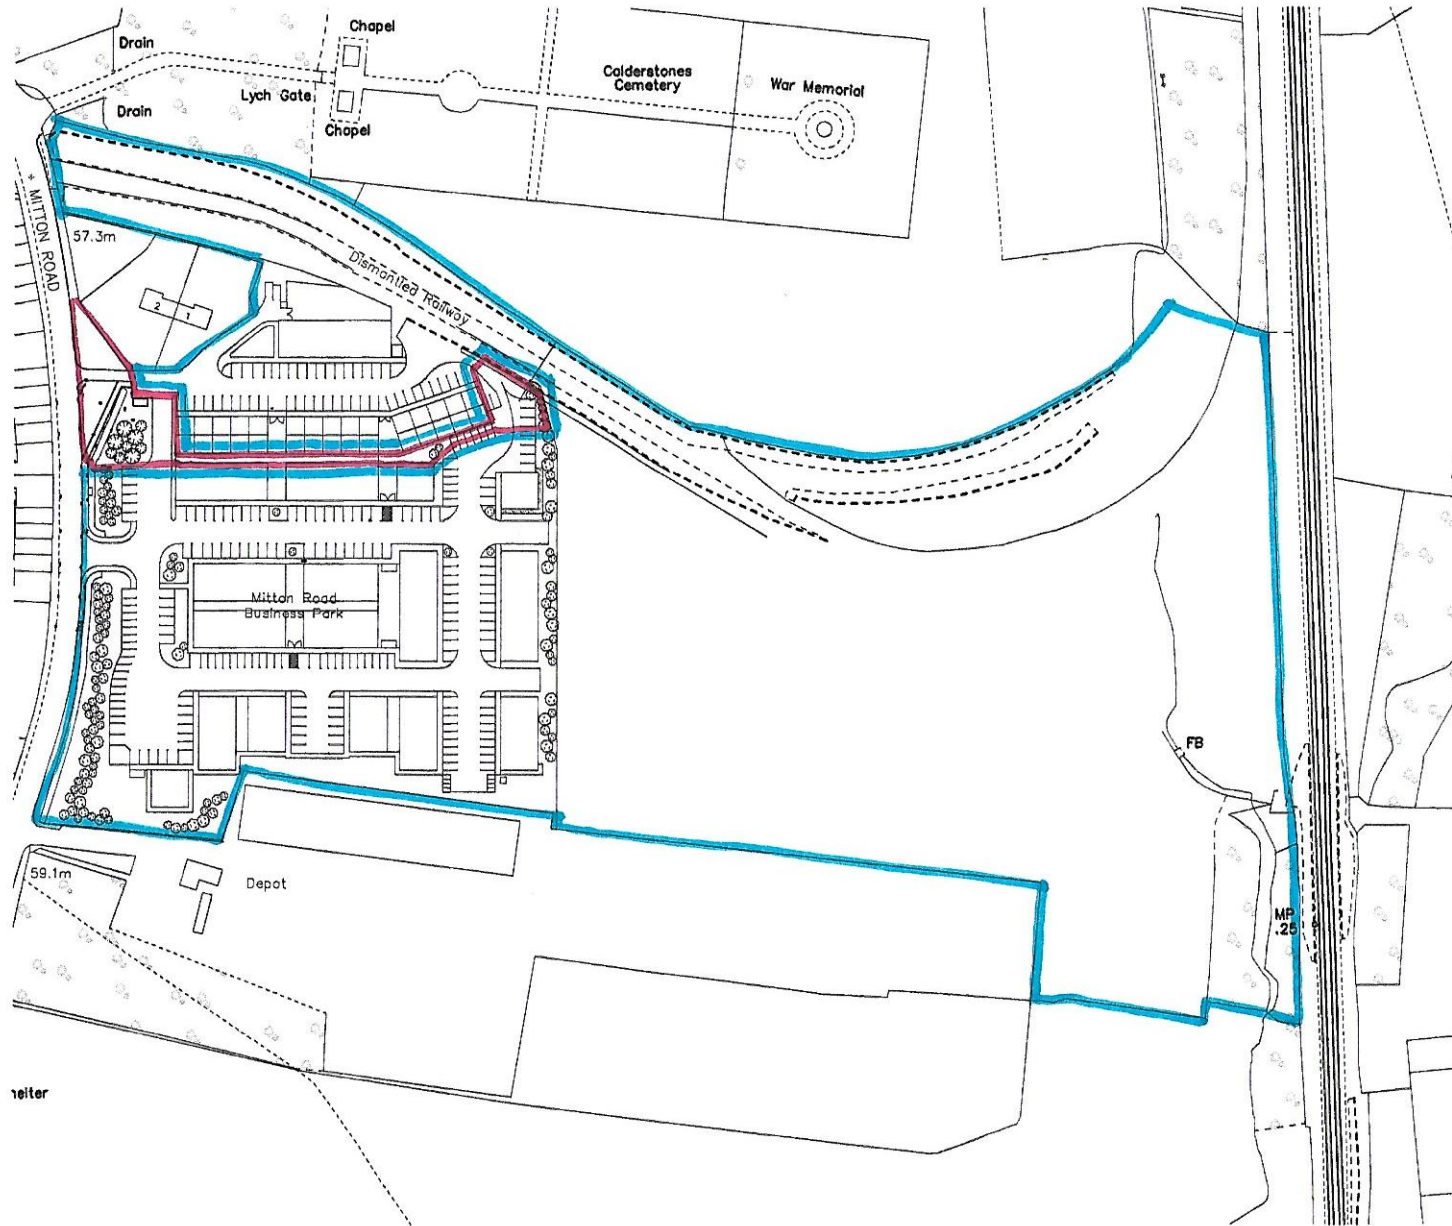 Chapel
Drain
Calderstones
Cemetery
War Memorial
Lych Gate
Drain
Chapel
MITTON ROAD
57.3m
Dismantled Railway
2
1
Mitton Road
Business Park
FB
59.1m
Depot
MP
.25
helter